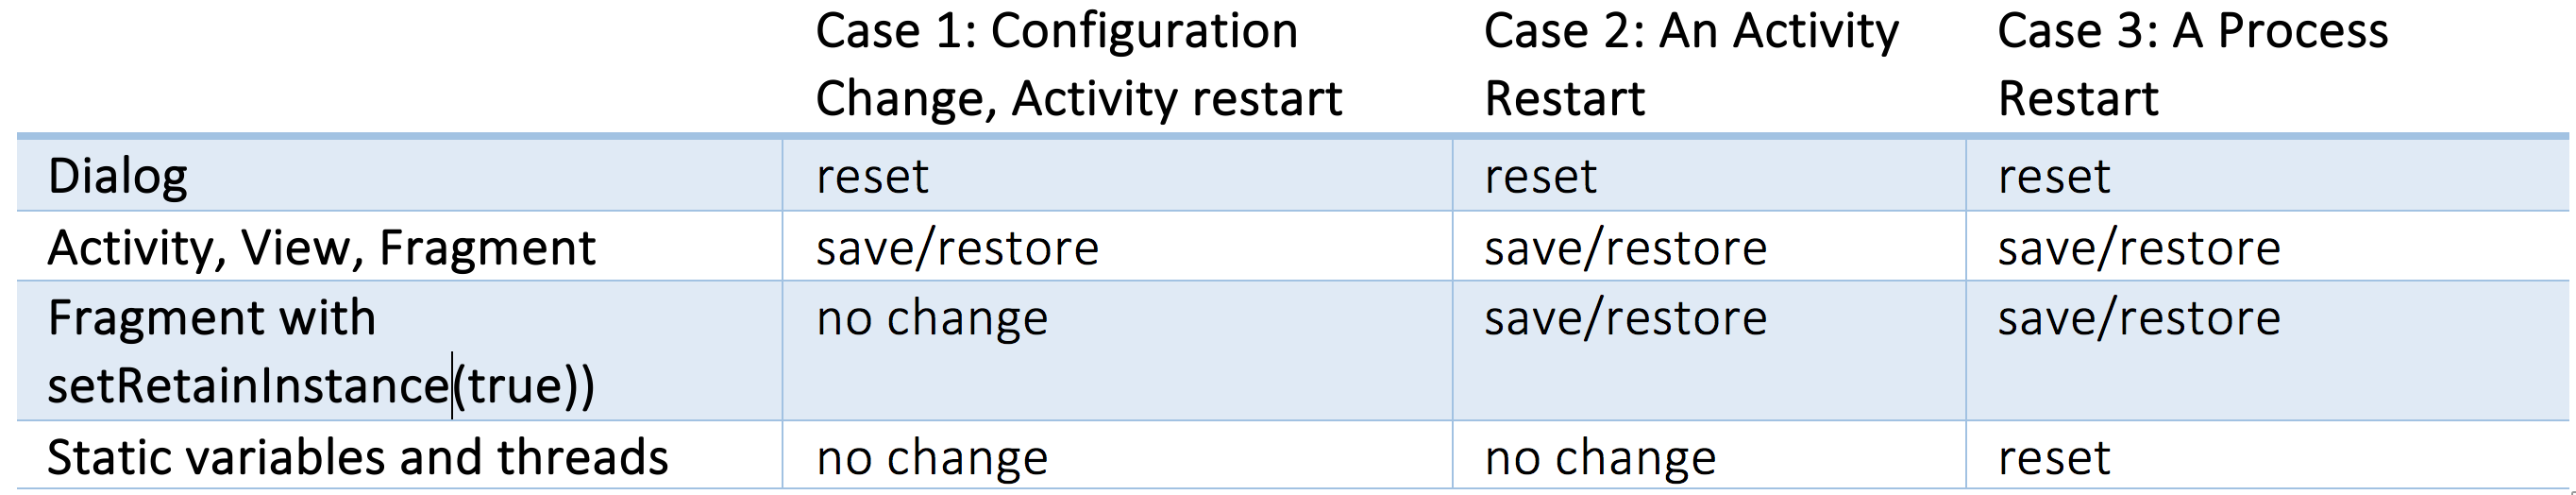 Case 1: Configuration Change, Activity restart
Case 2: An Activity Restart
Case 3: A Process Restart
Dialog reset reset reset
Activity, View, Fragment save/restore save/restore save/restore
Fragment with setRetainInstance(true)) no change save/restore save/restore
Static variables and threads no change no change reset